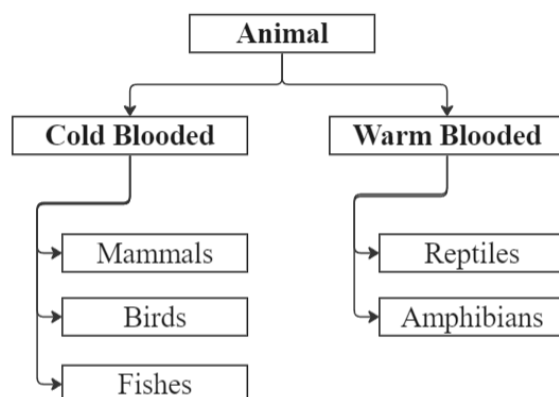 Animal
Cold Blooded
Warm Blooded
Mammals
Birds
Fishes
Reptiles
Amphibians